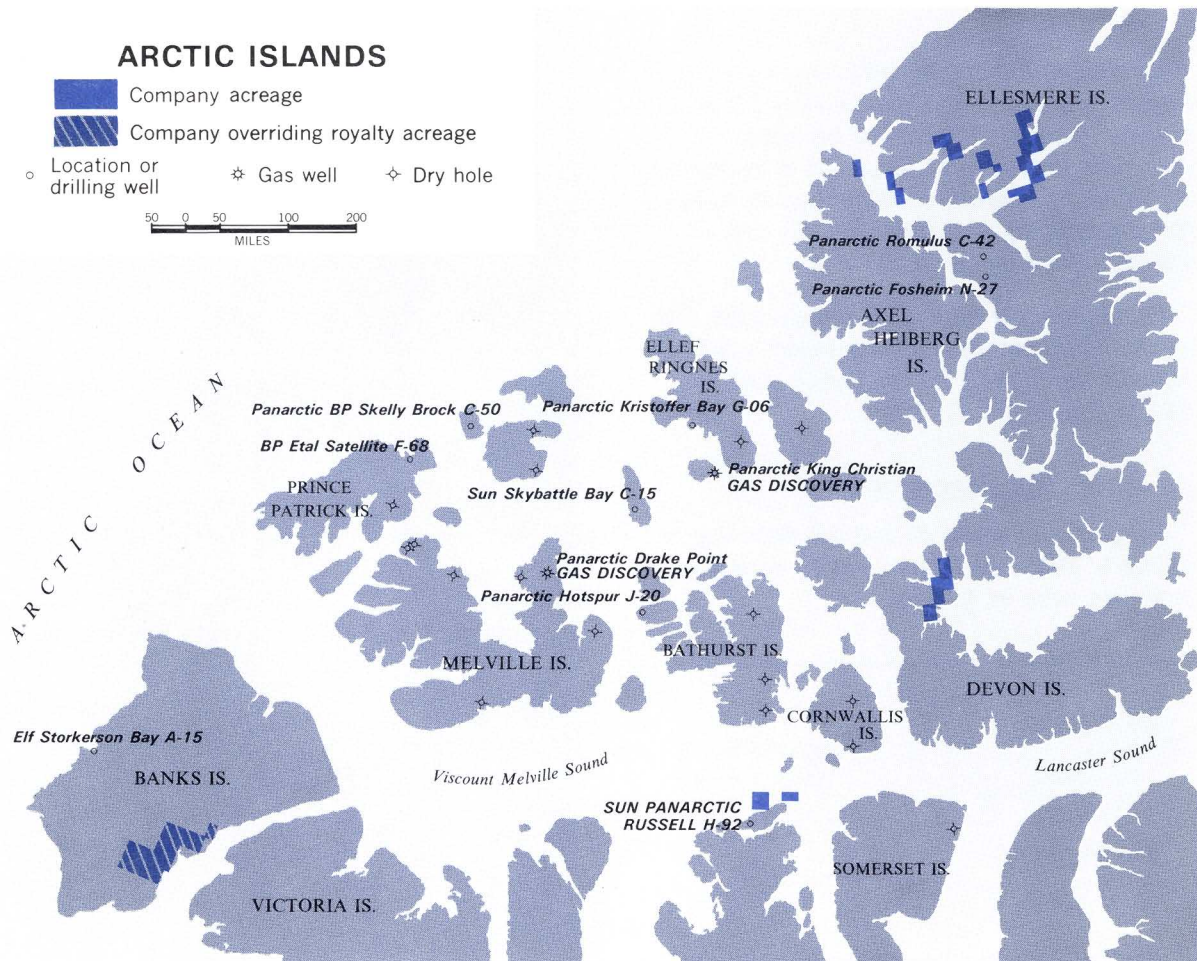 ARCTIC ISLANDS
Company acreage
Company overriding royalty acreage
Location or
drilling well
Gas well
Dry hole
50 0 50 100 200
MILES
ELLESMERE IS.
Panarctic Romulus C-42
Panarctic Fosheim N-27
AXEL
HEIBERG
IS.
ELLEF
RINGNES
IS.
ARCTIC OCEAN
Panarctic BP Skelly Brock C-50
Panarctic Kristoffer Bay G-06
BP Etal Satellite F-68
Panarctic King Christian
GAS DISCOVERY
PRINCE
PATRICK IS.
Sun Skybattle Bay C-15
Panarctic Drake Point
GAS DISCOVERY
Panarctic Hotspur J-20
MELVILLE IS.
BATHURST IS.
DEVON IS.
CORNWALLIS
IS.
Elf Storkerson Bay A-15
BANKS IS.
Viscount Melville Sound
Lancaster Sound
SUN PANARCTIC
RUSSELL H-92
SOMERSET IS.
VICTORIA IS.